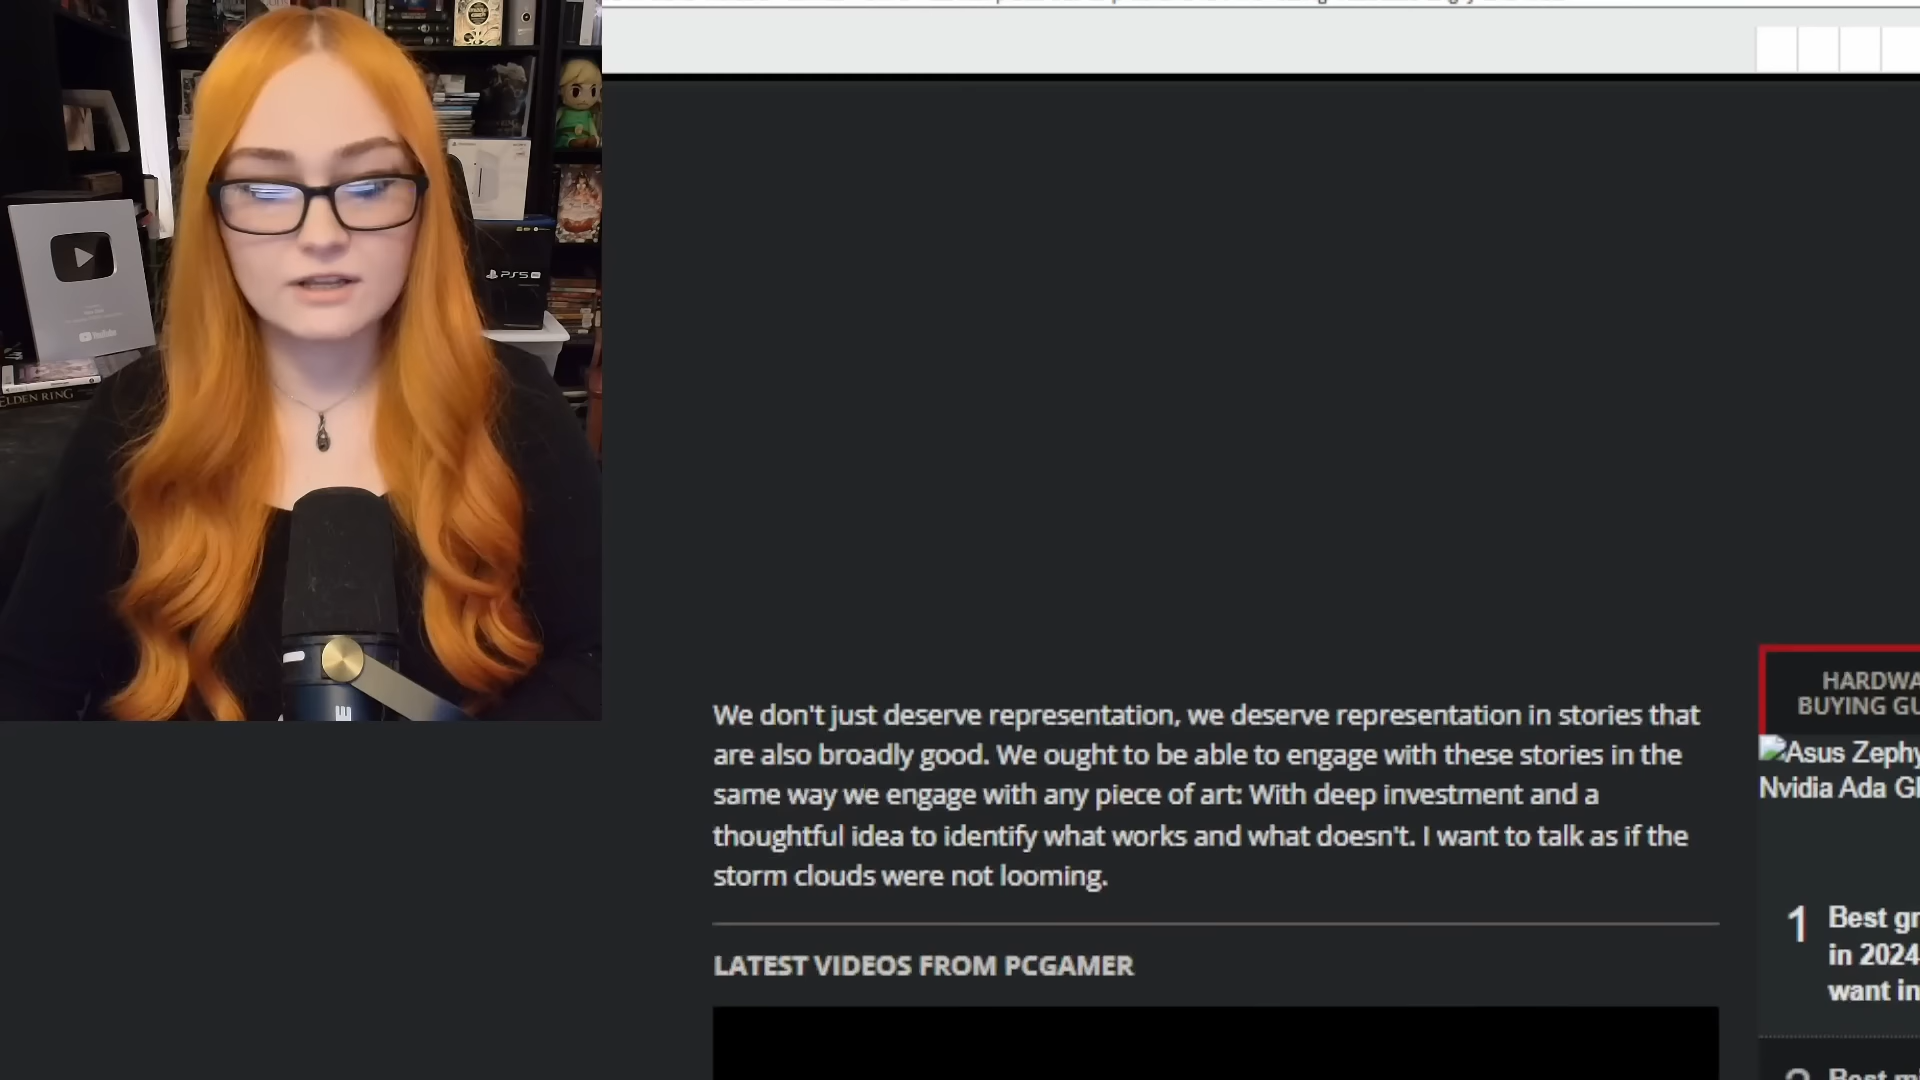 YouTube
ELDEN RING
PS5
We don't just deserve representation, we deserve representation in stories that
are also broadly good. We ought to be able to engage with these stories in the
same way we engage with any piece of art: With deep investment and a
thoughtful idea to identify what works and what doesn't. I want to talk as if the
storm clouds were not looming.
LATEST VIDEOS FROM PCGAMER
HARDWA
BUYING GU
Asus Zephy
Nvidia Ada G
1 Best gr
in 2024
want in